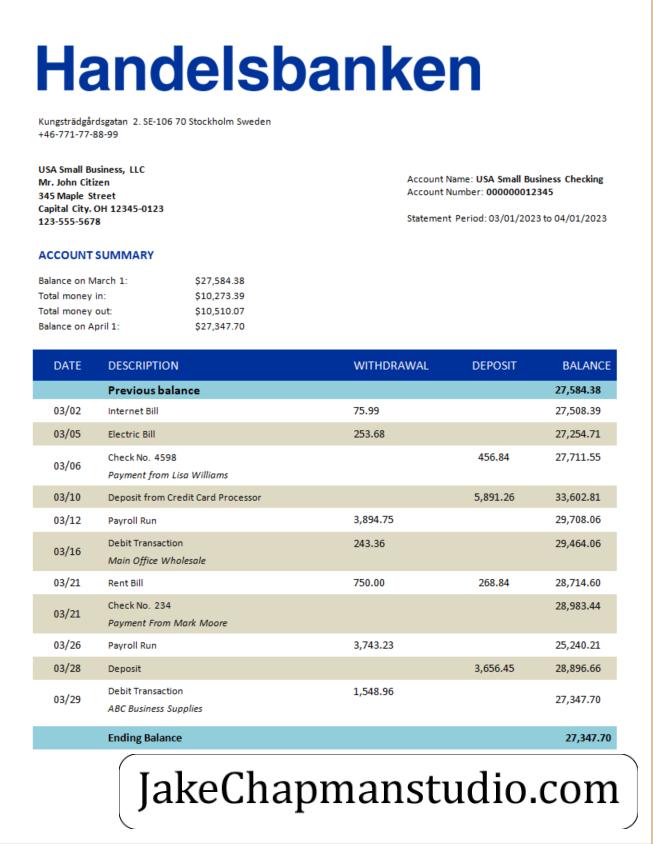 Handelsbanken
Kungsträdgårdsgatan 2. SE-106 70 Stockholm Sweden
+46-771-77-88-99
USA Small Business, LLC
Mr. John Citizen
345 Maple Street
Capital City. OH 12345-0123
123-555-5678
Account Name: USA Small Business Checking
Account Number: 000000012345
Statement Period: 03/01/2023 to 04/01/2023
ACCOUNT SUMMARY
Balance on March 1: $27,584.38
Total money in: $10,273.39
Total money out: $10,510.07
Balance on April 1: $27,347.70
DATE DESCRIPTION WITHDRAWAL DEPOSIT BALANCE
Previous balance 27,584.38
03/02 Internet Bill 75.99 27,508.39
03/05 Electric Bill 253.68 27,254.71
03/06 Check No. 4598 456.84 27,711.55
Payment from Lisa Williams
03/10 Deposit from Credit Card Processor 5,891.26 33,602.81
03/12 Payroll Run 3,894.75 29,708.06
03/16 Debit Transaction 243.36 29,464.06
Main Office Wholesale
03/21 Rent Bill 750.00 268.84 28,714.60
03/21 Check No. 234 28,983.44
Payment From Mark Moore
03/26 Payroll Run 3,743.23 25,240.21
03/28 Deposit 3,656.45 28,896.66
03/29 Debit Transaction 1,548.96 27,347.70
ABC Business Supplies
Ending Balance 27,347.70
JakeChapmanstudio.com